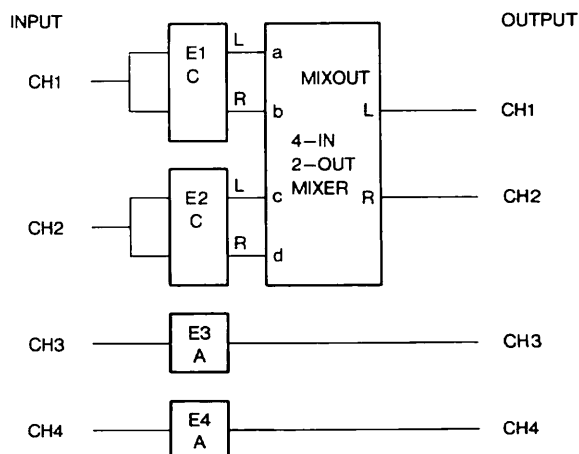 INPUT
OUTPUT
CH1
E1
C
L
R
a
b
MIXOUT
L
4–IN
2–OUT
MIXER
R
CH1
CH2
CH2
E2
C
L
R
c
d
CH3
E3
A
CH3
CH4
E4
A
CH4